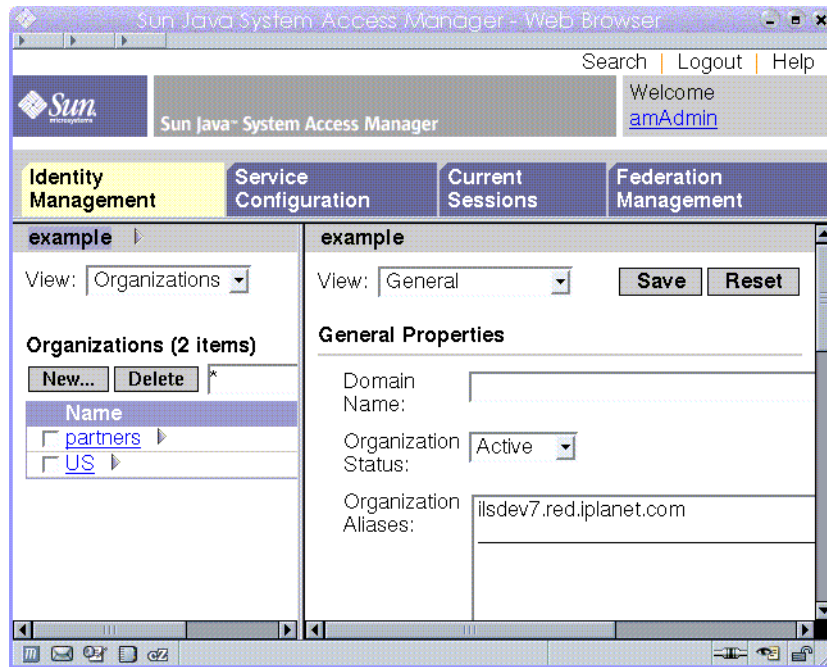 Sun Java System Access Manager - Web Browser
Search | Logout | Help
Sun
microsystems
Sun Java™ System Access Manager
Welcome
amAdmin
Identity
Management
Service
Configuration
Current
Sessions
Federation
Management
example
View: Organizations
Organizations (2 items)
New... Delete *
Name
partners
US
example
View: General Save Reset
General Properties
Domain
Name:
Organization
Status: Active
Organization
Aliases: ilsdev7.red.iplanet.com